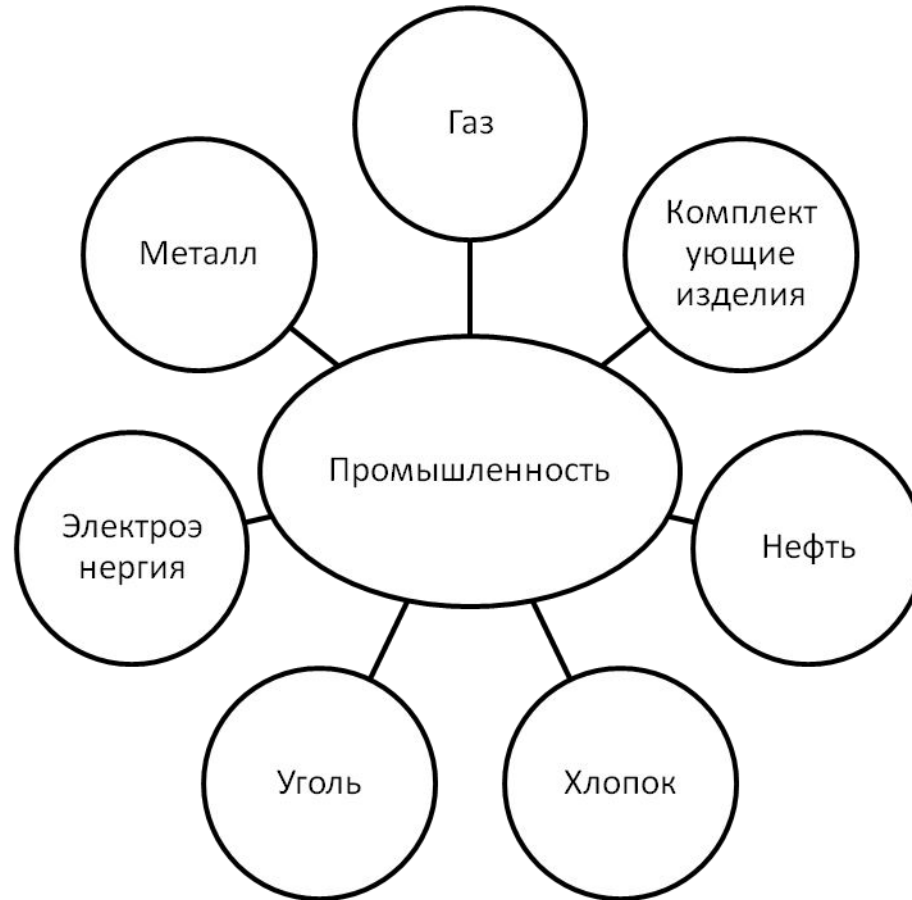 Газ
Комплект
ующие
изделия
Металл
Промышленность
Электроэ
нергия
Нефть
Уголь
Хлопок